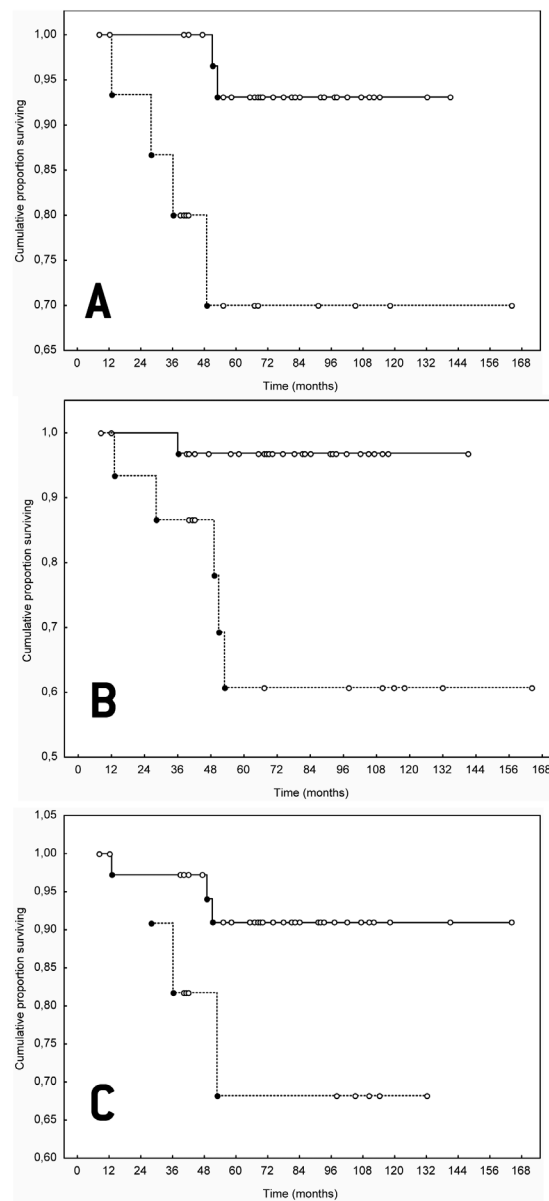 1,00
0,95
0,90
0,85
0,80
0,75
0,70
0,65
Cumulative proportion surviving
A
0 12 24 36 48 60 72 84 96 108 120 132 144 156 168
Time (months)
1,0
0,9
0,8
0,7
0,6
0,5
Cumulative proportion surviving
B
0 12 24 36 48 60 72 84 96 108 120 132 144 156 168
Time (months)
1,05
1,00
0,95
0,90
0,85
0,80
0,75
0,70
0,65
0,60
Cumulative proportion surviving
C
0 12 24 36 48 60 72 84 96 108 120 132 144 156 168
Time (months)